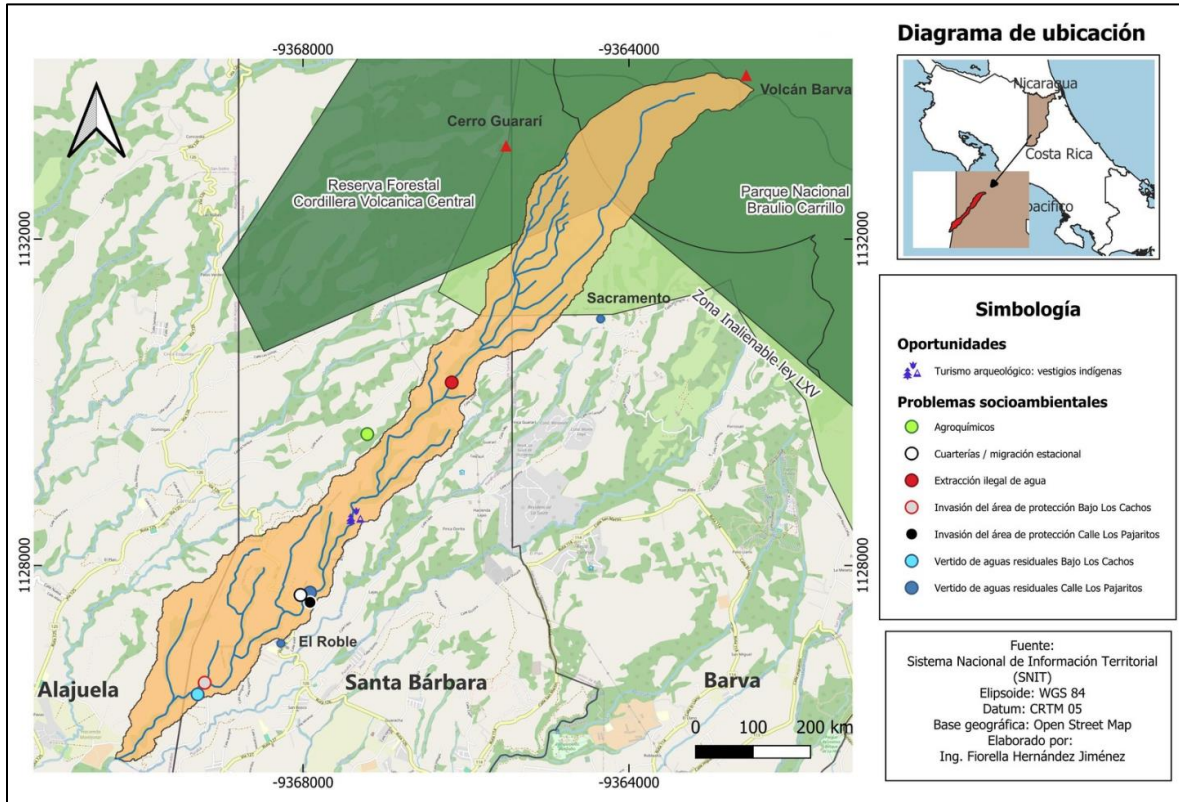 -9368000
-9364000
Diagrama de ubicación
Nicaragua
Costa Rica
pacifico
Volcán Barva
Cerro Guararí
Reserva Forestal
Cordillera Volcanica Central
Parque Nacional
Braulio Carrillo
1132000
1132000
Sacramento
Zona Inalienable ley LXV
Simbología
Oportunidades
Turismo arqueológico: vestigios indígenas
Problemas socioambientales
Agroquímicos
Cuarterías / migración estacional
Extracción ilegal de agua
Invasión del área de protección Bajo Los Cachos
Invasión del área de protección Calle Los Pajaritos
Vertido de aguas residuales Bajo Los Cachos
Vertido de aguas residuales Calle Los Pajaritos
1128000
1128000
El Roble
Alajuela
Santa Bárbara
Barva
0
100
200 km
-9368000
-9364000
Fuente:
Sistema Nacional de Información Territorial
(SNIT)
Elipsoide: WGS 84
Datum: CRTM 05
Base geográfica: Open Street Map
Elaborado por:
Ing. Fiorella Hernández Jiménez